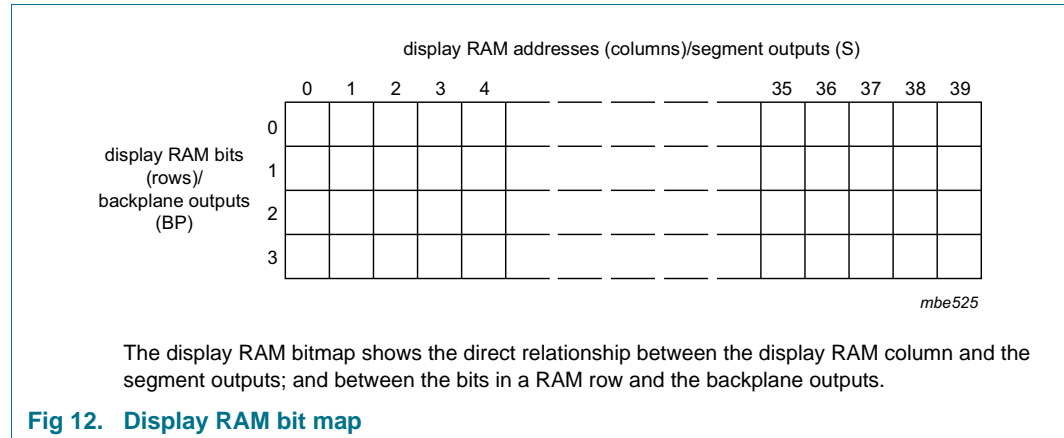 display RAM addresses (columns)/segment outputs (S)
0 1 2 3 4 35 36 37 38 39
0
display RAM bits
1
(rows)/
backplane outputs
2
(BP)
3
mbe525
The display RAM bitmap shows the direct relationship between the display RAM column and the
segment outputs; and between the bits in a RAM row and the backplane outputs.
Fig 12. Display RAM bit map